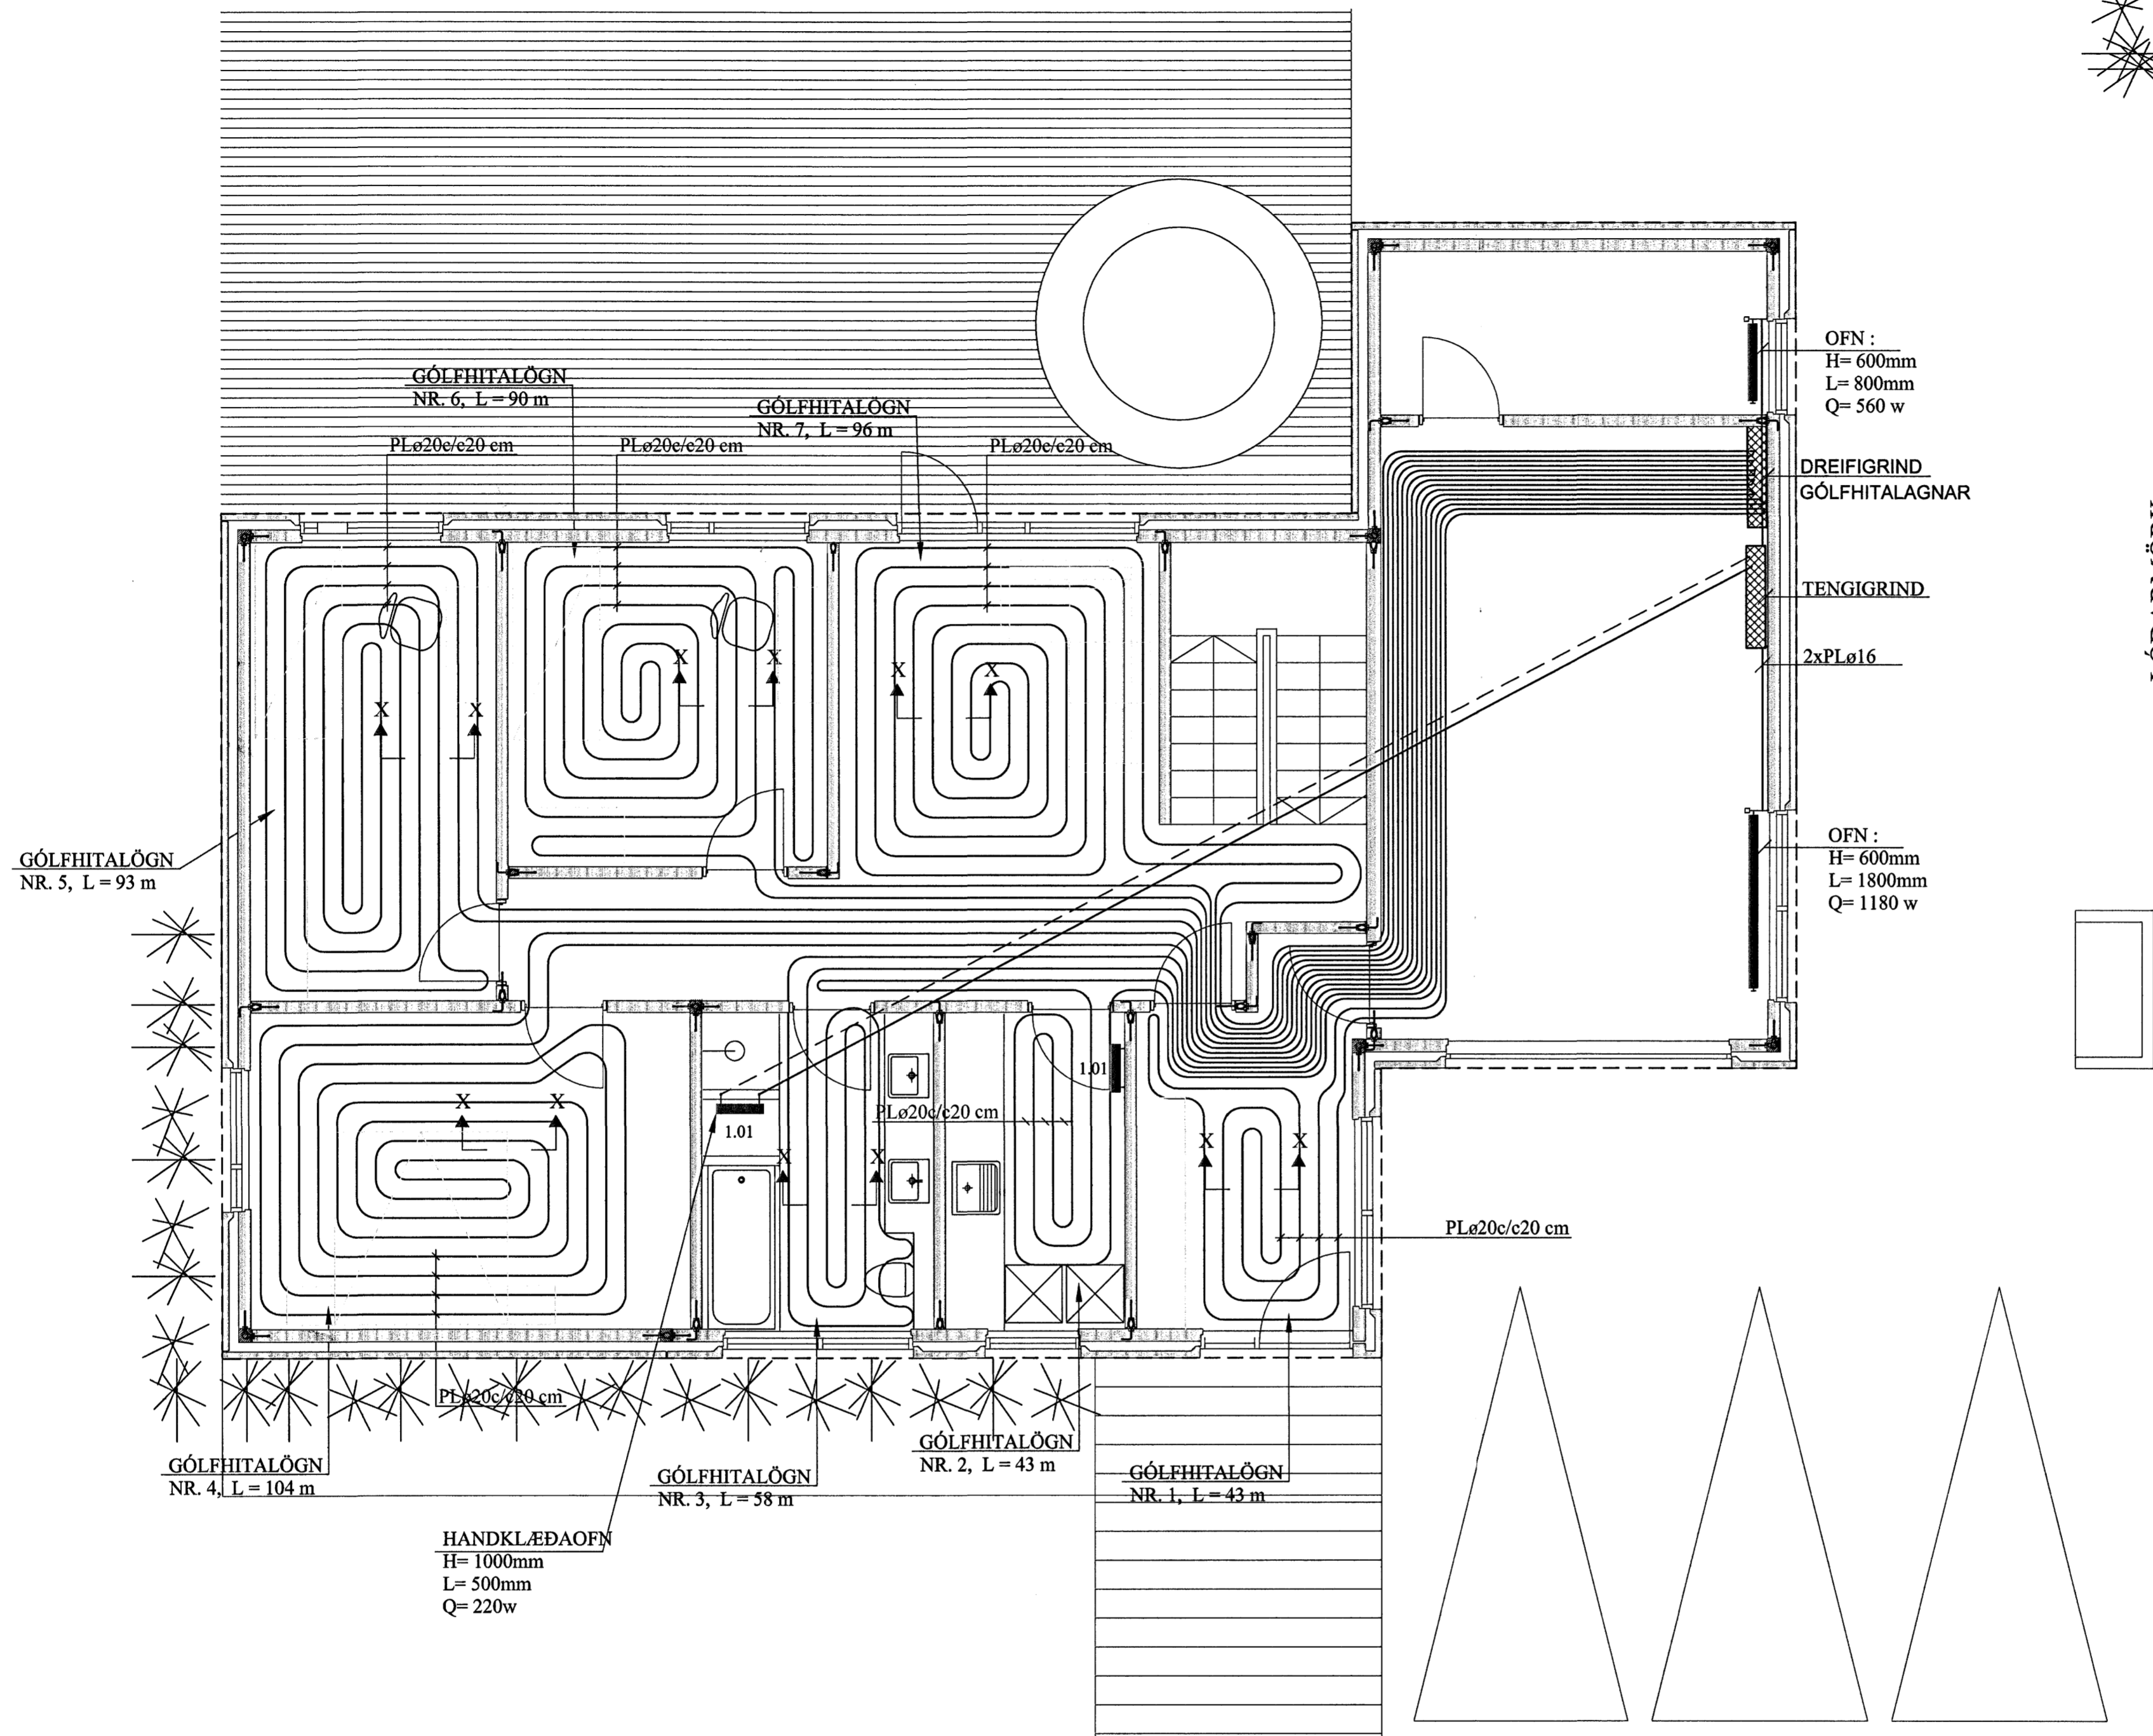 OFN :
H= 600mm
L= 800mm
Q= 560 w
GÓLFHITALÖGN
NR. 6, L = 90 m
GÓLFHITALÖGN
NR. 7, L = 96 m
PLø20c/c20 cm
PLø20c/c20 cm
PLø20c/c20 cm
DREIFIGRIND
GÓLFHITALAGNAR
TENGIGRIND
2xPLø16
X
X
X
X
X
X
OFN :
H= 600mm
L= 1800mm
Q= 1180 w
GÓLFHITALÖGN
NR. 5, L = 93 m
1.01
X
X
PLø20c/c20 cm
1.01
X
X
X
X
PLø20c/c20 cm
PLø20c/c20 cm
GÓLFHITALÖGN
NR. 4, L = 104 m
GÓLFHITALÖGN
NR. 3, L = 58 m
GÓLFHITALÖGN
NR. 2, L = 43 m
GÓLFHITALÖGN
NR. 1, L = 43 m
HANDKLÆÐAOFN
H= 1000mm
L= 500mm
Q= 220w